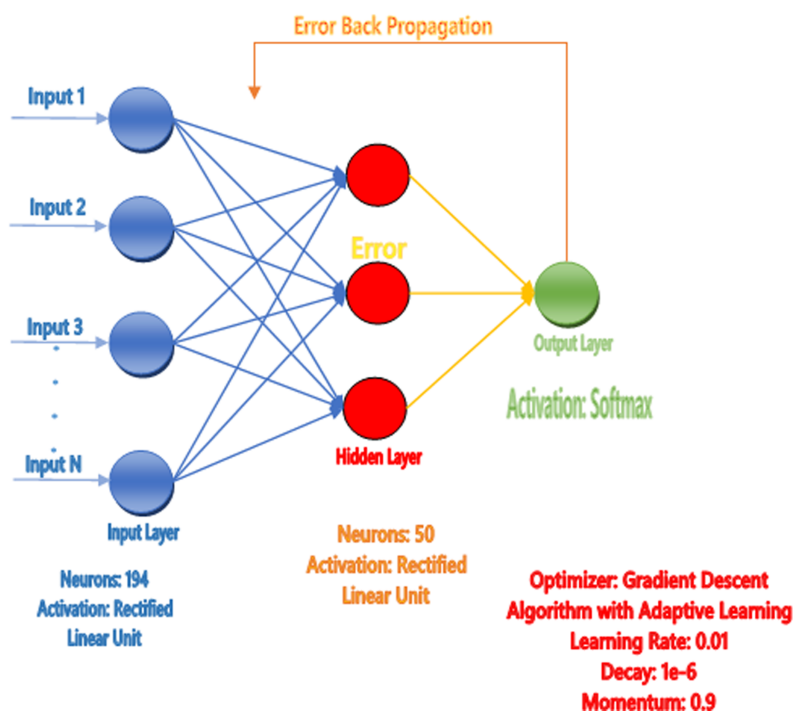 Error Back Propagation
Input 1
Input 2
Error
Input 3
Output Layer
Activation: Softmax
Input N
Hidden Layer
Input Layer
Neurons: 50
Activation: Rectified
Linear Unit
Neurons: 194
Activation: Rectified
Linear Unit
Optimizer: Gradient Descent
Algorithm with Adaptive Learning
Learning Rate: 0.01
Decay: 1e-6
Momentum: 0.9